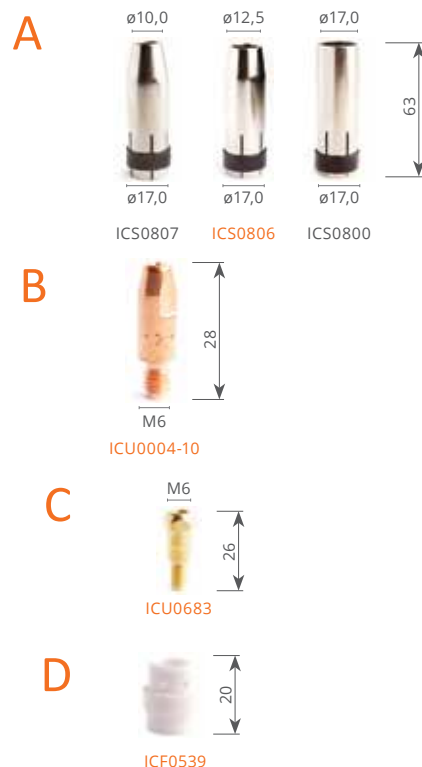 A
ø10,0 ø12,5 ø17,0
63
ø17,0 ø17,0 ø17,0
ICS0807 ICS0806 ICS0800
B
28
M6
ICU0004-10
C
M6
26
ICU0683
D
20
ICF0539